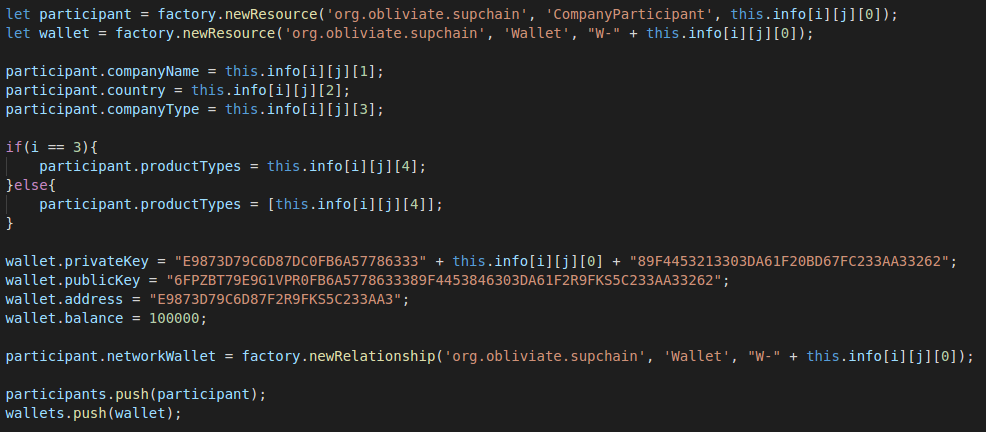 let participant = factory.newResource('org.obliviate.supchain', 'CompanyParticipant', this.info[i][j][0]);
let wallet = factory.newResource('org.obliviate.supchain', 'Wallet', "W-" + this.info[i][j][0]);

participant.companyName = this.info[i][j][1];
participant.country = this.info[i][j][2];
participant.companyType = this.info[i][j][3];

if(i == 3){
    participant.productTypes = this.info[i][j][4];
}else{
    participant.productTypes = [this.info[i][j][4]];
}

wallet.privateKey = "E9873D79C6D87DC0FB6A57786333" + this.info[i][j][0] + "89F4453213303DA61F20BD67FC233AA33262";
wallet.publicKey = "6FPZBT79E9G1VPR0FB6A5778633389F4453846303DA61F2R9FKS5C233AA33262";
wallet.address = "E9873D79C6D87F2R9FKS5C233AA3";
wallet.balance = 100000;

participant.networkWallet = factory.newRelationship('org.obliviate.supchain', 'Wallet', "W-" + this.info[i][j][0]);

participants.push(participant);
wallets.push(wallet);